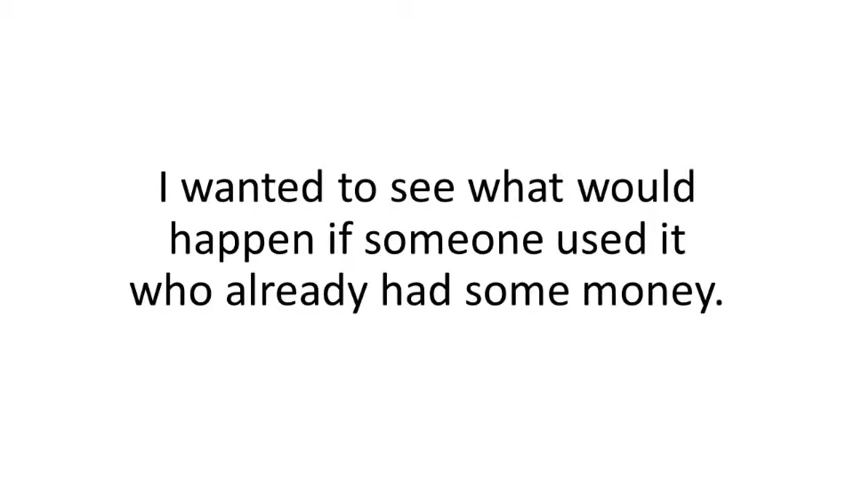 I wanted to see what would
happen if someone used it
who already had some money.